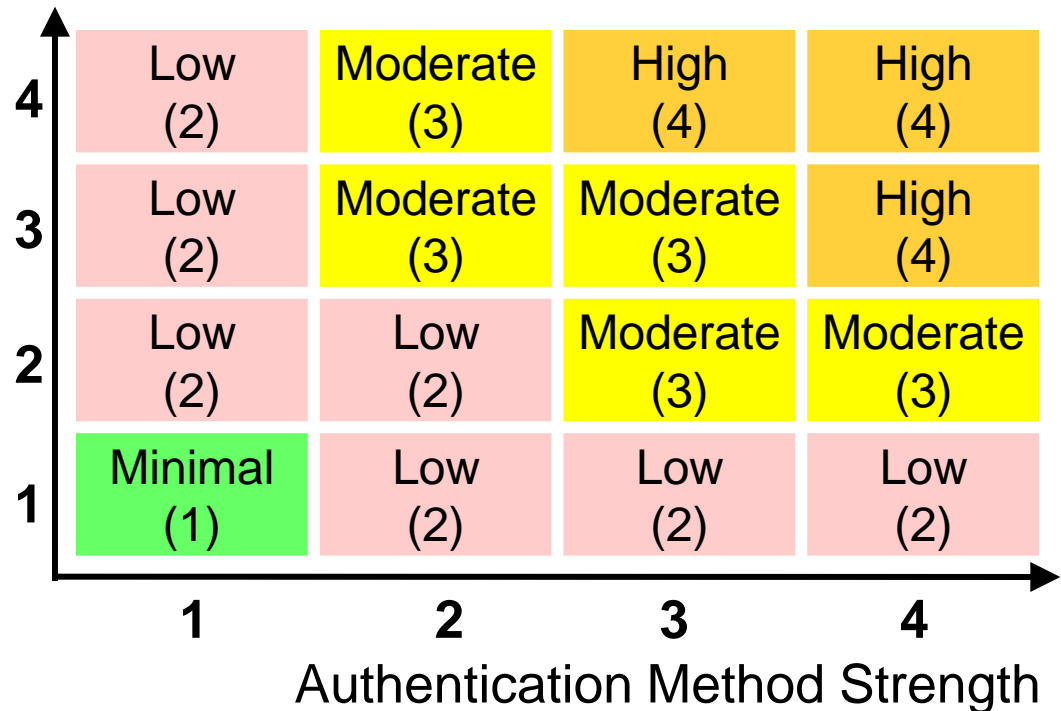 4
Low Moderate High High
(2) (3) (4) (4)
3
Low Moderate Moderate High
(2) (3) (3) (4)
2
Low Low Moderate Moderate
(2) (2) (3) (3)
1
Minimal Low Low Low
(1) (2) (2) (2)
1 2 3 4
Authentication Method Strength